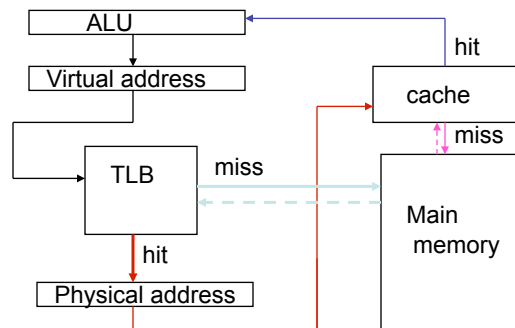 ALU
hit
Virtual address
cache
miss
TLB
miss
Main
memory
hit
Physical address